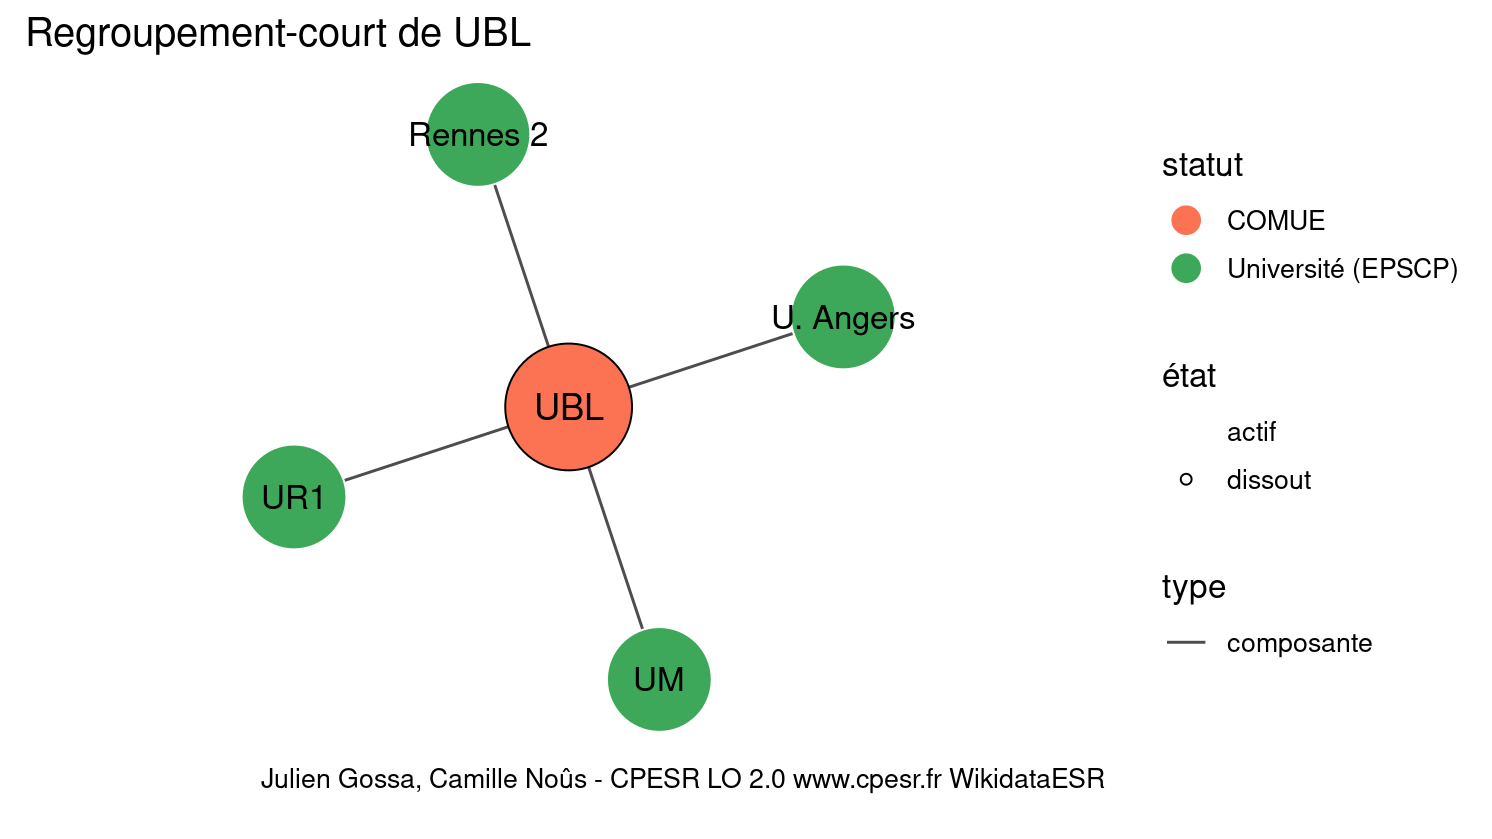 Regroupement-court de UBL
Rennes 2
U. Angers
UBL
UR1
UM
statut
COMUE
Université (EPSCP)
état
actif
dissout
type
composante
Julien Gossa, Camille Noûs - CPESR LO 2.0 www.cpesr.fr WikidataESR